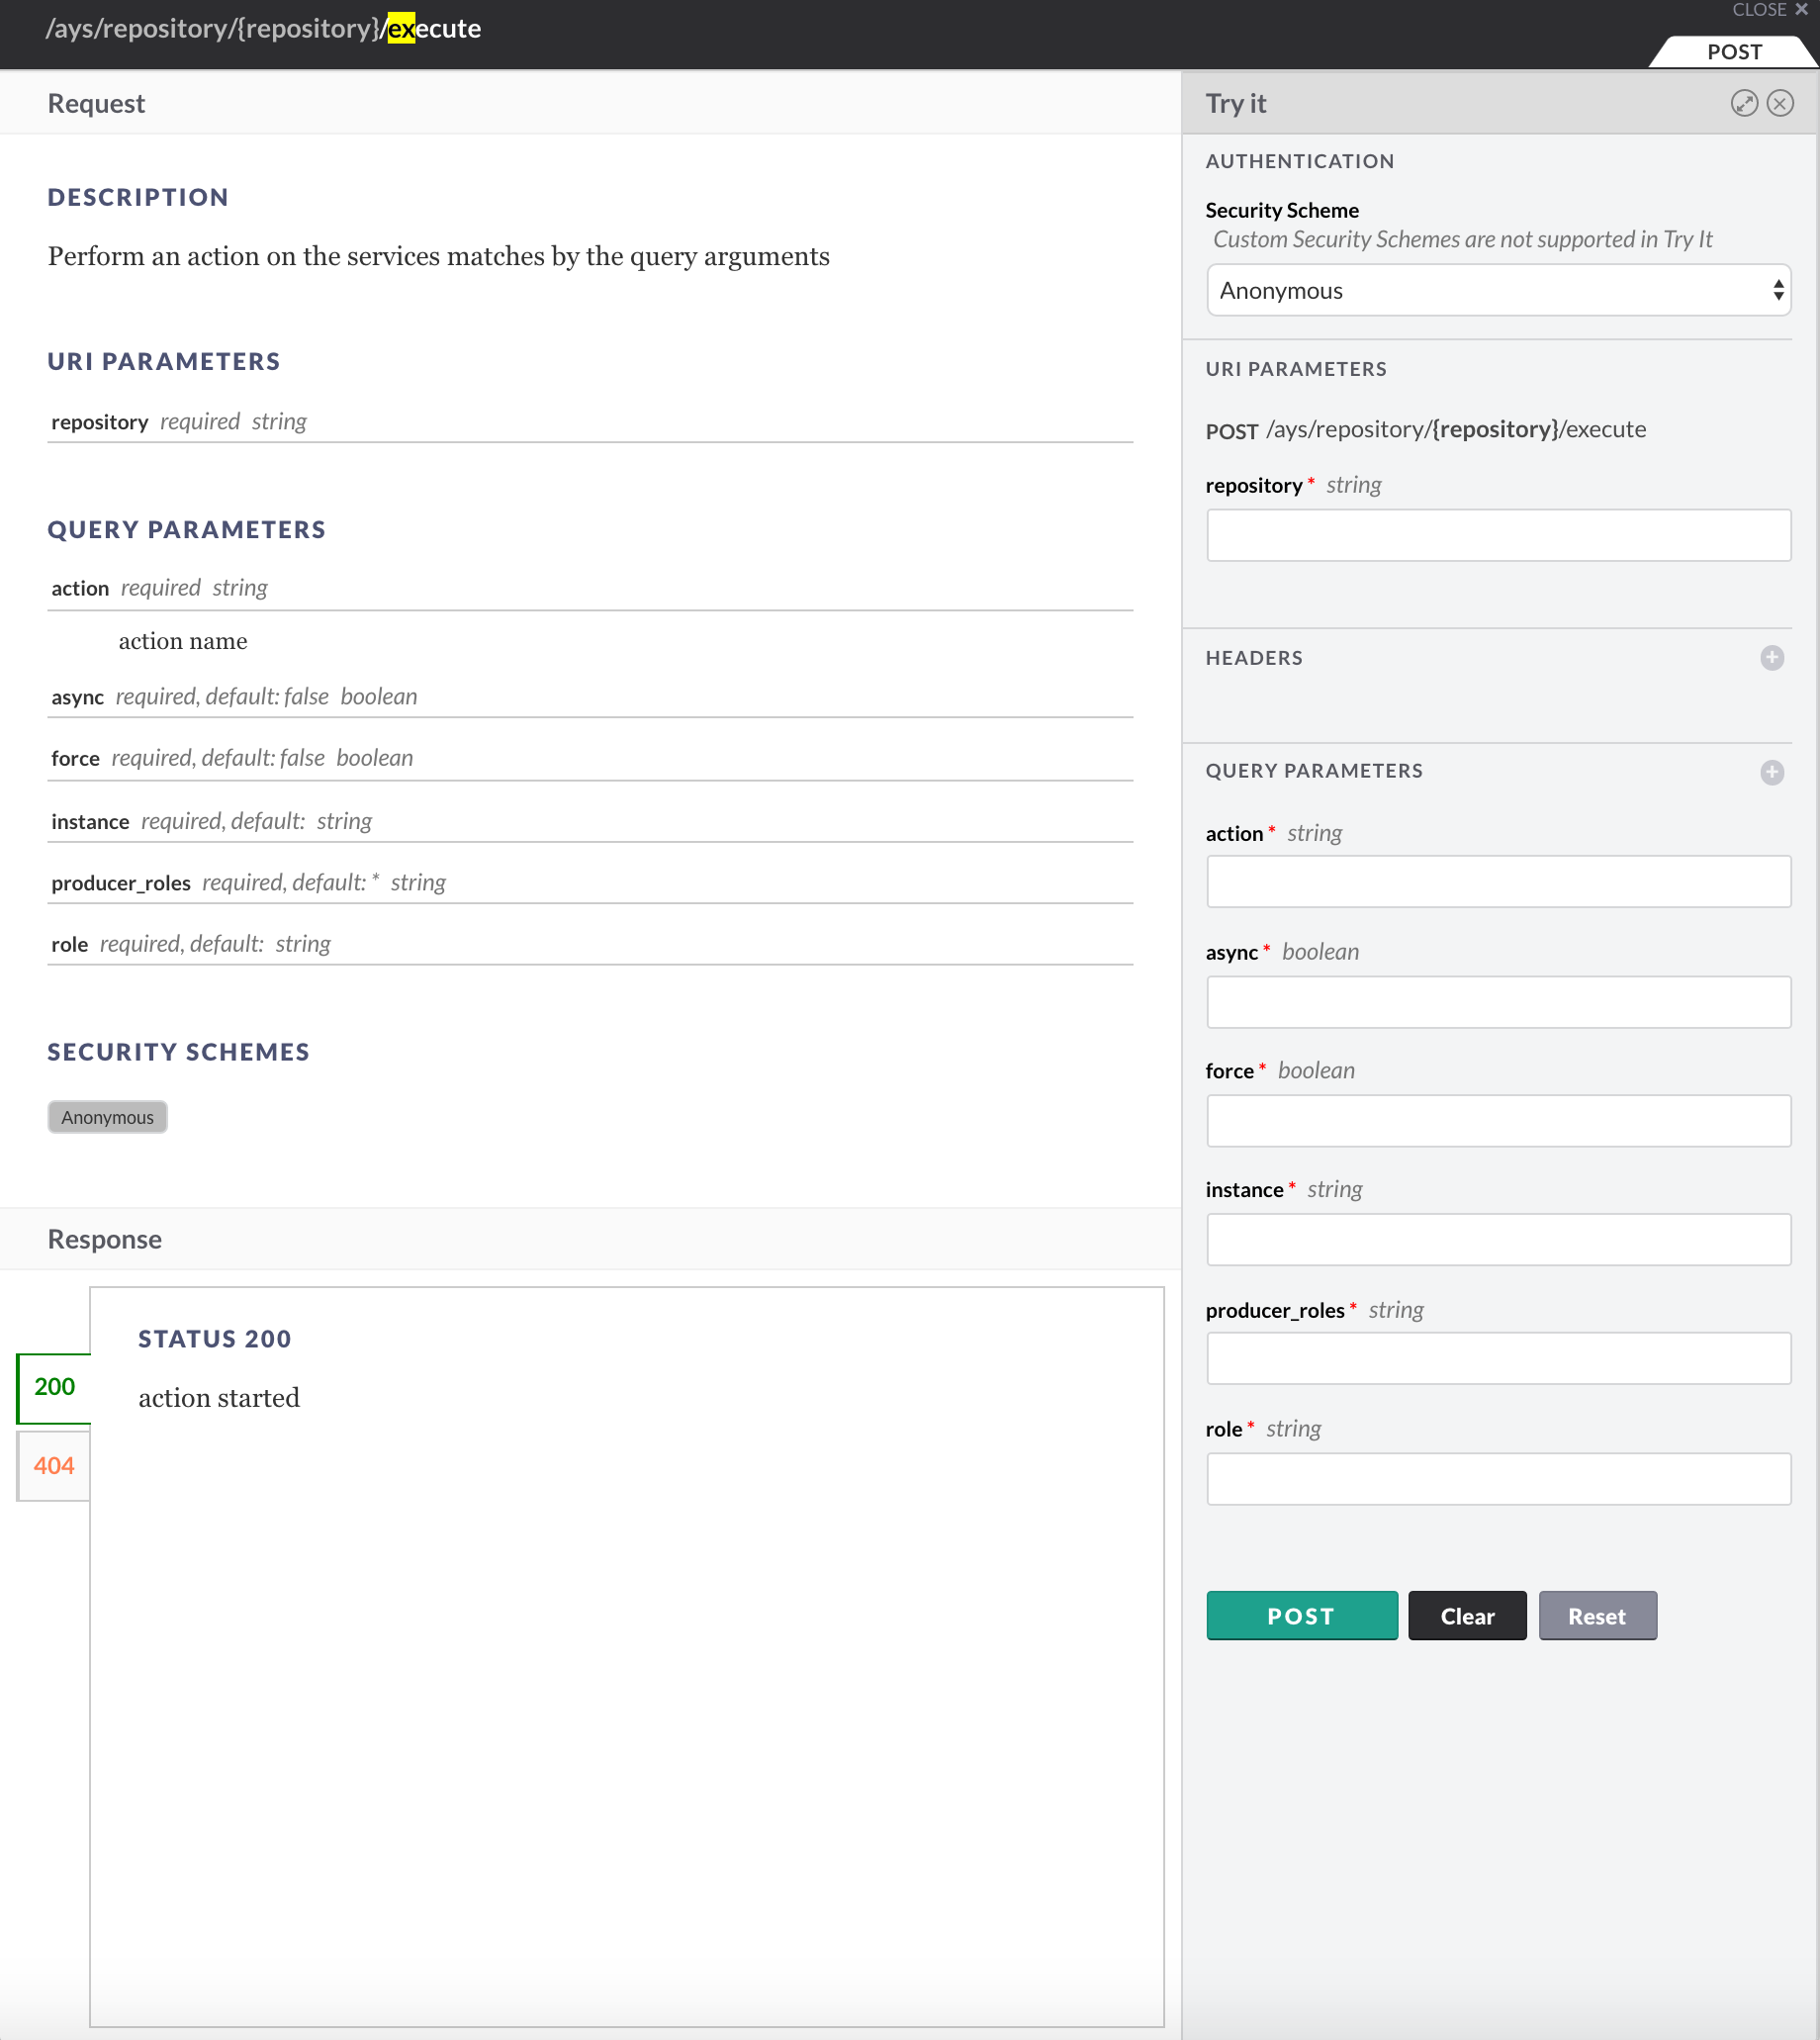 /ays/repository/{repository}/execute
CLOSE ✕
POST
Request
DESCRIPTION
Perform an action on the services matches by the query arguments
URI PARAMETERS
repository required string
QUERY PARAMETERS
action required string
action name
async required, default: false boolean
force required, default: false boolean
instance required, default: string
producer_roles required, default: * string
role required, default: string
SECURITY SCHEMES
Anonymous
Response
200
404
STATUS 200
action started
Try it
AUTHENTICATION
Security Scheme
Custom Security Schemes are not supported in Try It
Anonymous
URI PARAMETERS
POST /ays/repository/{repository}/execute
repository * string
HEADERS
QUERY PARAMETERS
action * string
async * boolean
force * boolean
instance * string
producer_roles * string
role * string
POST Clear Reset